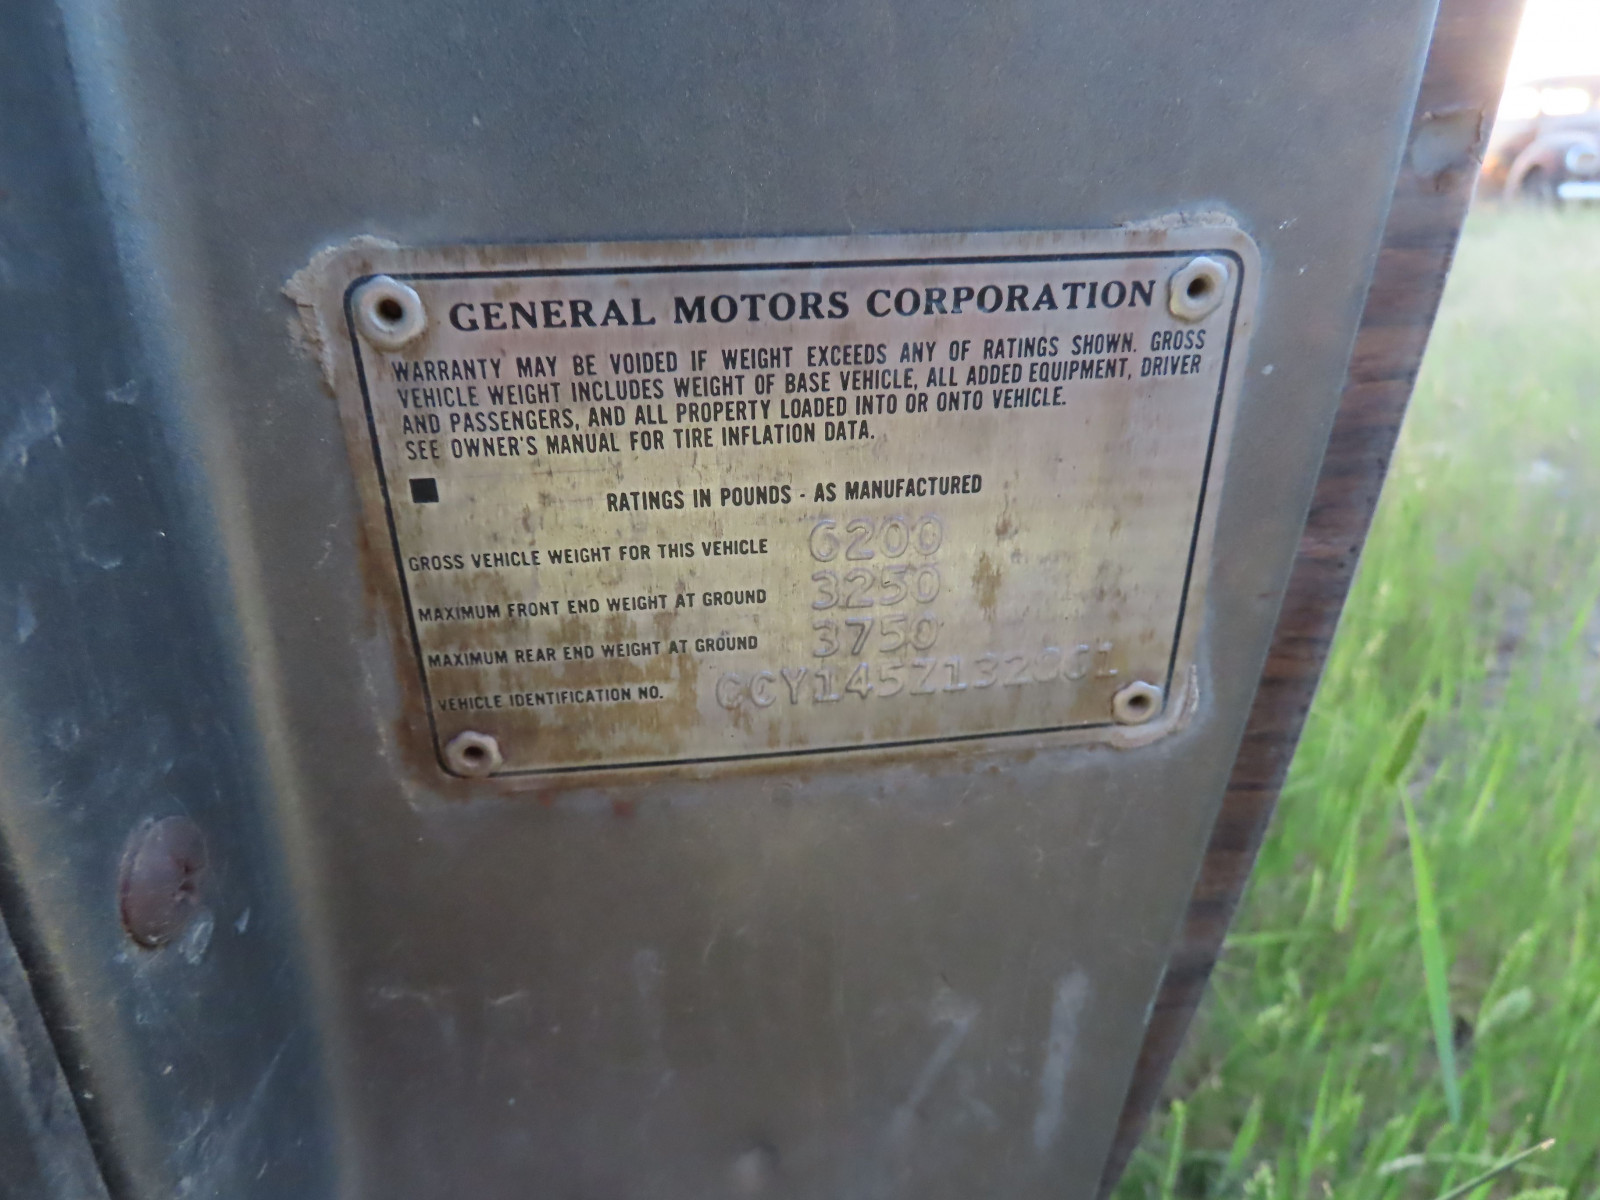 GENERAL MOTORS CORPORATION
WARRANTY MAY BE VOIDED IF WEIGHT EXCEEDS ANY OF RATINGS SHOWN. GROSS
VEHICLE WEIGHT INCLUDES WEIGHT OF BASE VEHICLE, ALL ADDED EQUIPMENT, DRIVER
AND PASSENGERS, AND ALL PROPERTY LOADED INTO OR ONTO VEHICLE.
SEE OWNER'S MANUAL FOR TIRE INFLATION DATA.
RATINGS IN POUNDS - AS MANUFACTURED
GROSS VEHICLE WEIGHT FOR THIS VEHICLE 6200
MAXIMUM FRONT END WEIGHT AT GROUND 3250
MAXIMUM REAR END WEIGHT AT GROUND 3750
VEHICLE IDENTIFICATION NO.